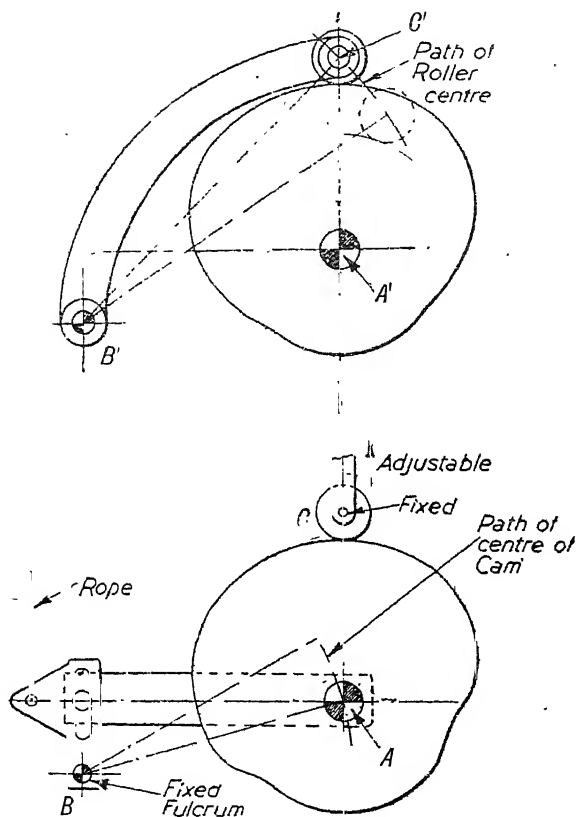 C'
Path of
Roller
centre
A'
B'
Adjustable
C
Fixed
Path of
centre of
Cam
Rope
A
B
Fixed
Fulcrum